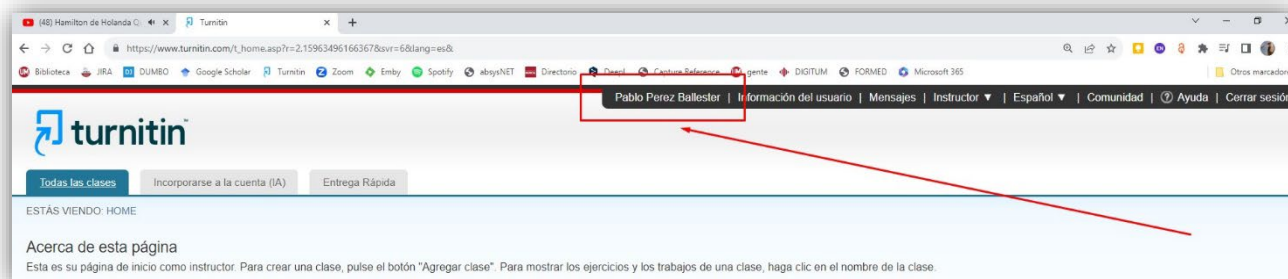 (48) Hamilton de Holanda Q
Turnitin
https://www.turnitin.com/t_home.asp?r=2.15963496166367&svr=6&lang=es&
Biblioteca JIRA DUMBO Google Scholar Turnitin Zoom Emby Spotify absysNET Directorio DeepL Capture Reference gente DIGITUM FORMED Microsoft 365 Otros marcadores
Pablo Perez Ballester | Información del usuario | Mensajes | Instructor ▼ | Español ▼ | Comunidad | ? Ayuda | Cerrar sesión
turnitin
Todas las clases Incorporarse a la cuenta (IA) Entrega Rápida
ESTÁS VIENDO: HOME
Acerca de esta página
Esta es su página de inicio como instructor. Para crear una clase, pulse el botón "Agregar clase". Para mostrar los ejercicios y los trabajos de una clase, haga clic en el nombre de la clase.